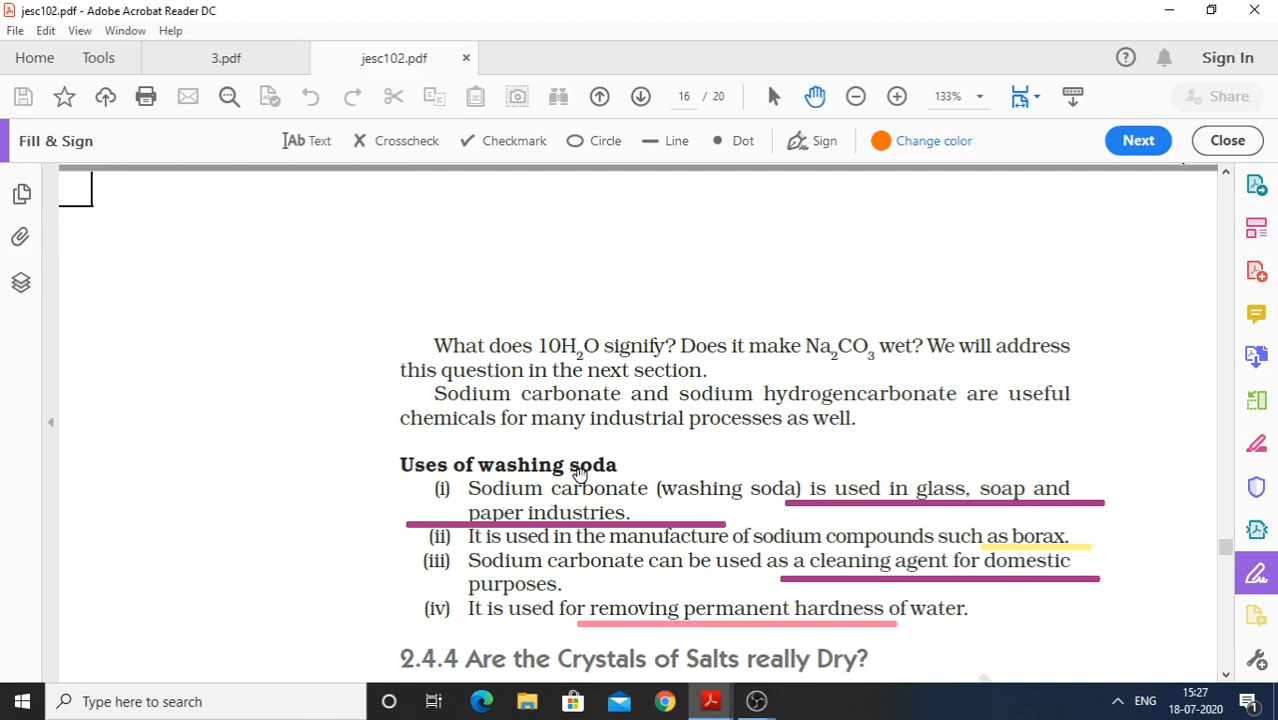 jesc102.pdf - Adobe Acrobat Reader DC
File Edit View Window Help
Home Tools 3.pdf jesc102.pdf ×
? Sign In
16 / 20 133% Share
Fill & Sign Ab Text Crosscheck Checkmark Circle Line Dot Sign Change color Next Close
What does 10H₂O signify? Does it make Na₂CO₃ wet? We will address
this question in the next section.
Sodium carbonate and sodium hydrogencarbonate are useful
chemicals for many industrial processes as well.
Uses of washing soda
(i) Sodium carbonate (washing soda) is used in glass, soap and
paper industries.
(ii) It is used in the manufacture of sodium compounds such as borax.
(iii) Sodium carbonate can be used as a cleaning agent for domestic
purposes.
(iv) It is used for removing permanent hardness of water.
2.4.4 Are the Crystals of Salts really Dry?
Type here to search ENG 15:27
18-07-2020 1